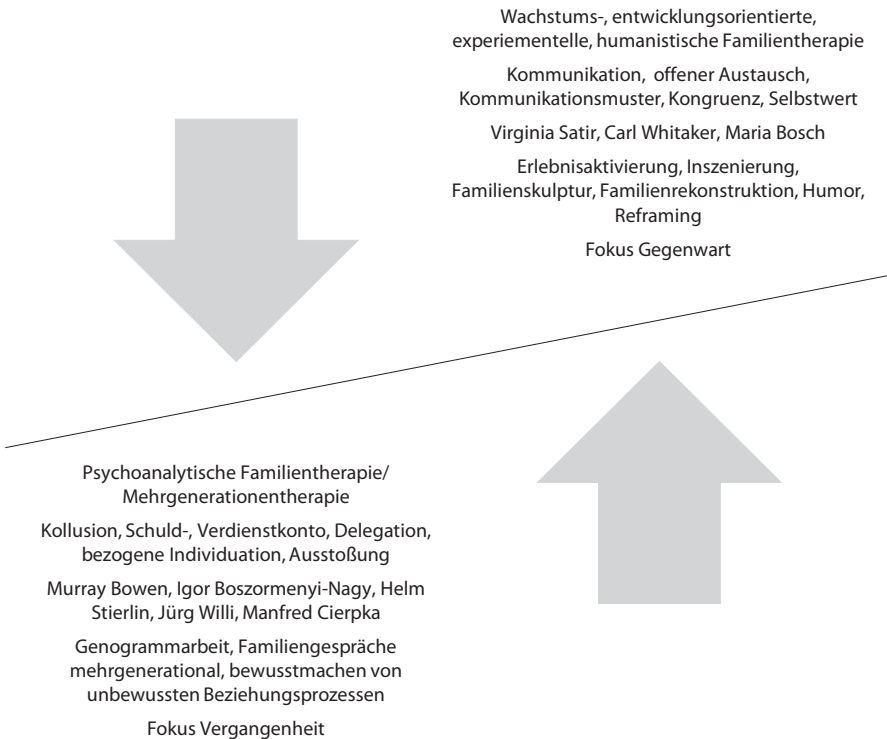 Wachstums-, entwicklungsorientierte,
experiementelle, humanistische Familientherapie
Kommunikation, offener Austausch,
Kommunikationsmuster, Kongruenz, Selbstwert
Virginia Satir, Carl Whitaker, Maria Bosch
Erlebnisaktivierung, Inszenierung,
Familienskulptur, Familienrekonstruktion, Humor,
Reframing
Fokus Gegenwart
Psychoanalytische Familientherapie/
Mehrgenerationentherapie
Kollusion, Schuld-, Verdienstkonto, Delegation,
bezogene Individuation, Ausstoßung
Murray Bowen, Igor Boszormenyi-Nagy, Helm
Stierlin, Jürg Willi, Manfred Cierpka
Genogrammarbeit, Familiengespräche
mehrgenerational, bewusstmachen von
unbewussten Beziehungsprozessen
Fokus Vergangenheit